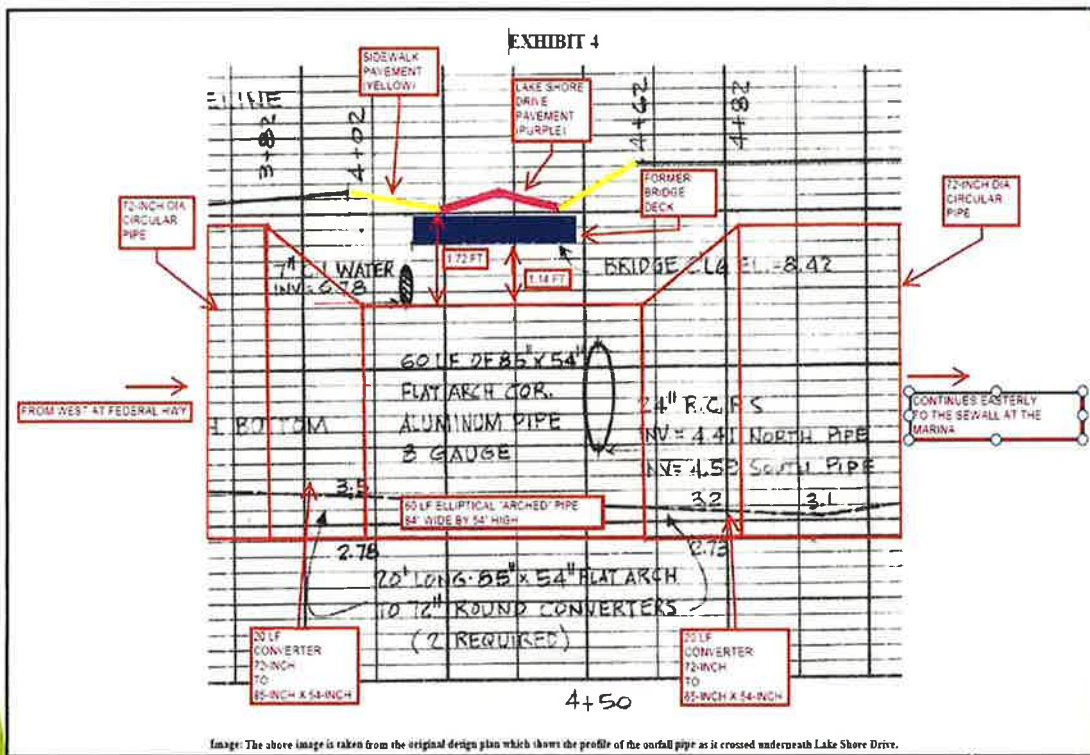 EXHIBIT 4
SIDEWALK
PAVEMENT
(YELLOW)
LAKE SHORE
DRIVE
PAVEMENT
(PURPLE)
ELINE
3+82
4+02
4+62
4+82
FORMER
BRIDGE
DECK
72-INCH DIA
CIRCULAR
PIPE
72-INCH DIA
CIRCULAR
PIPE
7" C.I. WATER
INV= 6.78
1.72 FT
1.14 FT
BRIDGE CLG EL.=8.42
60 LF OF 85" X 54"
FLAT ARCH COR.
ALUMINUM PIPE
8 GAUGE
24" R.C.P.S
INV= 4.41 NORTH PIPE
INV= 4.52 SOUTH PIPE
FROM WEST AT FEDERAL HWY
CONTINUES EASTERLY
TO THE SEWALL AT THE
MARINA
H BOTTOM
3.5
3.2
3.1
60 LF ELLIPTICAL "ARCHED" PIPE
84" WIDE BY 54" HIGH
2.78
2.73
20' LONG-85" X 54" FLAT ARCH
TO 72" ROUND CONVERTERS
(2 REQUIRED)
20 LF
CONVERTER
72-INCH
TO
85-INCH X 54-INCH
20 LF
CONVERTER
72-INCH
TO
85-INCH X 54-INCH
4+50
Image: The above image is taken from the original design plan which shows the profile of the outfall pipe as it crossed underneath Lake Shore Drive.